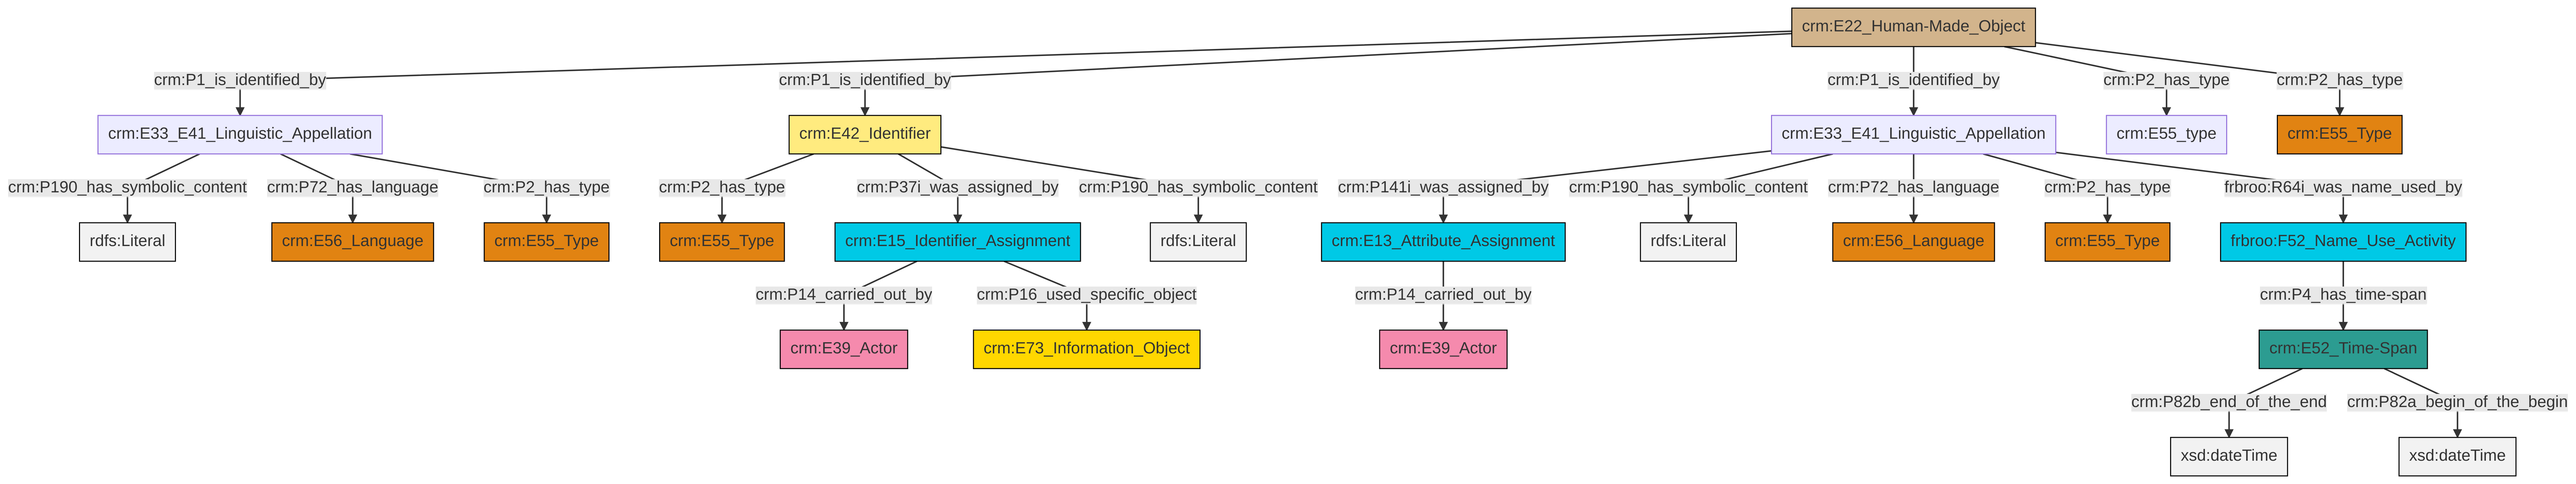 crm:E22_Human-Made_Object
crm:P1_is_identified_by
crm:P1_is_identified_by
crm:P1_is_identified_by
crm:P2_has_type
crm:P2_has_type
crm:E33_E41_Linguistic_Appellation
crm:E42_Identifier
crm:E33_E41_Linguistic_Appellation
crm:E55_type
crm:E55_Type
crm:P190_has_symbolic_content
crm:P72_has_language
crm:P2_has_type
crm:P2_has_type
crm:P37i_was_assigned_by
crm:P190_has_symbolic_content
crm:P141i_was_assigned_by
crm:P190_has_symbolic_content
crm:P72_has_language
crm:P2_has_type
frbroo:R64i_was_name_used_by
rdfs:Literal
crm:E56_Language
crm:E55_Type
crm:E55_Type
crm:E15_Identifier_Assignment
rdfs:Literal
crm:E13_Attribute_Assignment
rdfs:Literal
crm:E56_Language
crm:E55_Type
frbroo:F52_Name_Use_Activity
crm:P14_carried_out_by
crm:P16_used_specific_object
crm:P14_carried_out_by
crm:P4_has_time-span
crm:E39_Actor
crm:E73_Information_Object
crm:E39_Actor
crm:E52_Time-Span
crm:P82b_end_of_the_end
crm:P82a_begin_of_the_begin
xsd:dateTime
xsd:dateTime